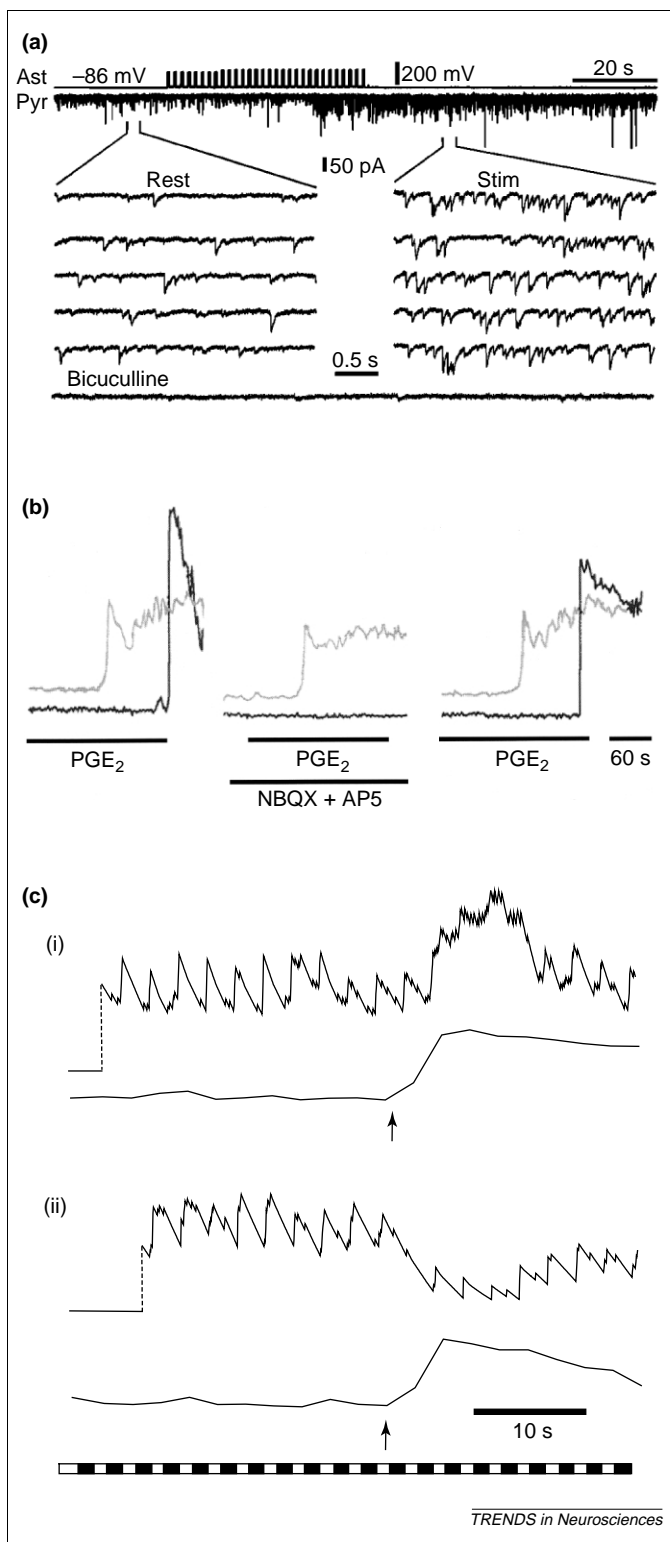 (a)
Ast –86 mV 200 mV 20 s
Pyr
50 pA
Rest Stim
0.5 s
Bicuculline
(b)
PGE2 PGE2 PGE2 60 s
NBQX + AP5
(c)
(i)
(ii)
10 s
TRENDS in Neurosciences